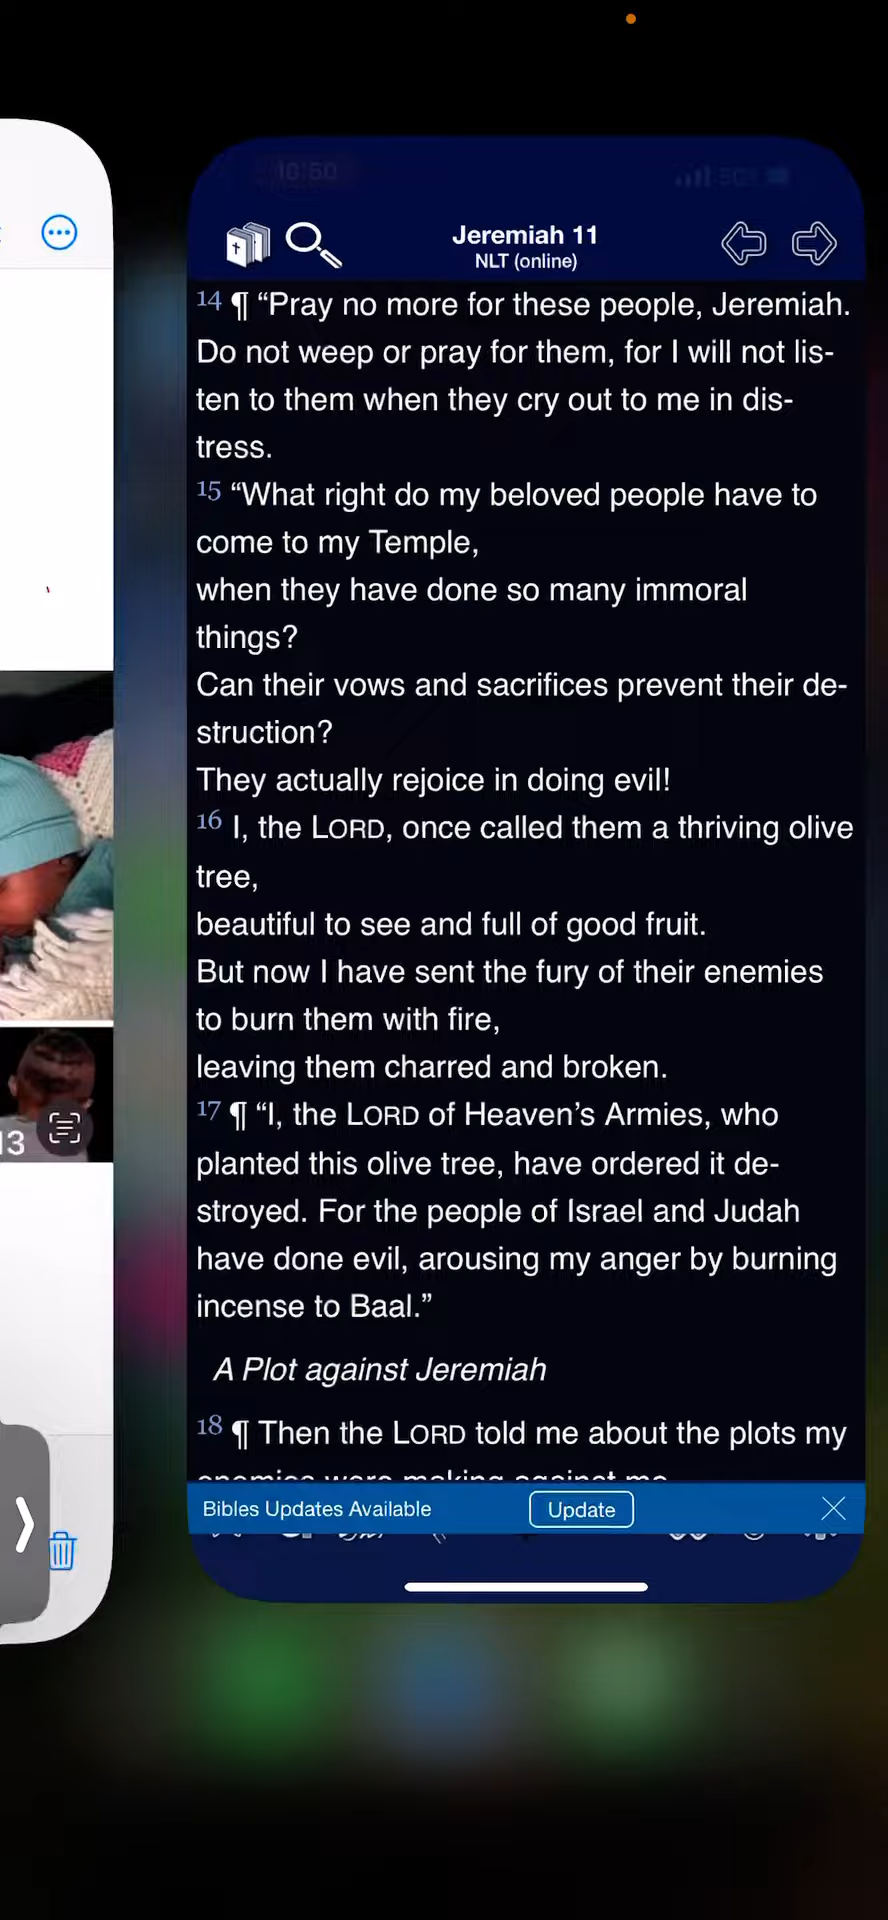 10:50
Jeremiah 11
NLT (online)
14 ¶ “Pray no more for these people, Jeremiah.
Do not weep or pray for them, for I will not lis-
ten to them when they cry out to me in dis-
tress.
15 “What right do my beloved people have to
come to my Temple,
when they have done so many immoral
things?
Can their vows and sacrifices prevent their de-
struction?
They actually rejoice in doing evil!
16 I, the LORD, once called them a thriving olive
tree,
beautiful to see and full of good fruit.
But now I have sent the fury of their enemies
to burn them with fire,
leaving them charred and broken.
17 ¶ “I, the LORD of Heaven’s Armies, who
planted this olive tree, have ordered it de-
stroyed. For the people of Israel and Judah
have done evil, arousing my anger by burning
incense to Baal.”
A Plot against Jeremiah
18 ¶ Then the LORD told me about the plots my
enemies were making against me.
Bibles Updates Available
Update
13